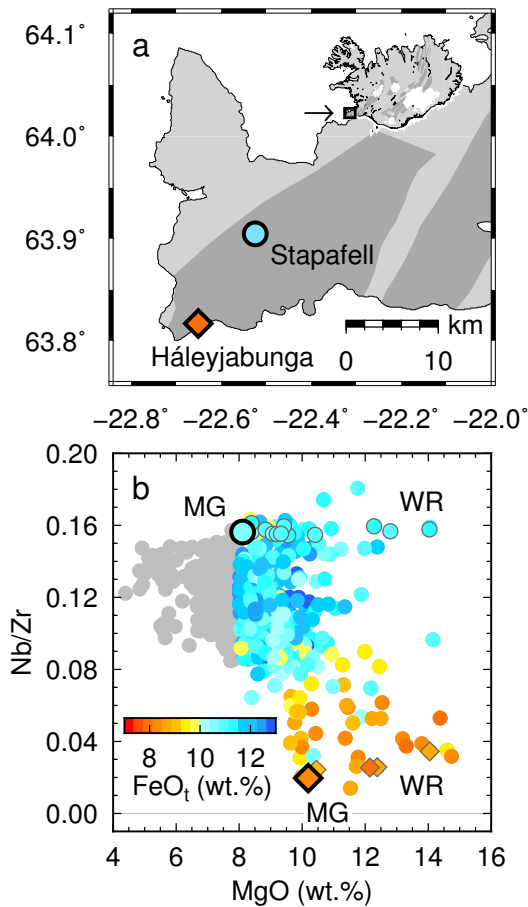 a
64.1˚
64.0˚
63.9˚
63.8˚
Stapafell
Háleyjabunga
km
0 10
−22.8˚ −22.6˚ −22.4˚ −22.2˚ −22.0˚
b
MG
WR
0.20
0.16
0.12
0.08
0.04
0.00
Nb/Zr
8 10 12
FeOt (wt.%)
WR
MG
4 6 8 10 12 14 16
MgO (wt.%)